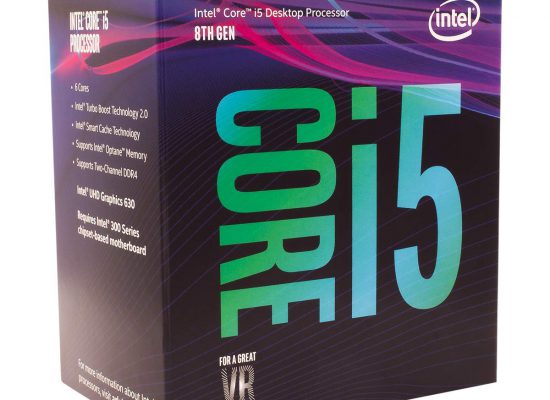 INTEL® CORE™ i5
PROCESSOR
• 6 Cores
• Intel® Turbo Boost Technology 2.0
• Intel® Smart Cache Technology
• Supports Intel® Optane™ Memory
• Supports Two-Channel DDR4
Intel® UHD Graphics 630
Requires Intel® 300 Series
chipset-based motherboard
For more information about Intel
processors, visit
Intel® Core™ i5 Desktop Processor
8TH GEN
intel®
CORE i5
FOR A GREAT
VR